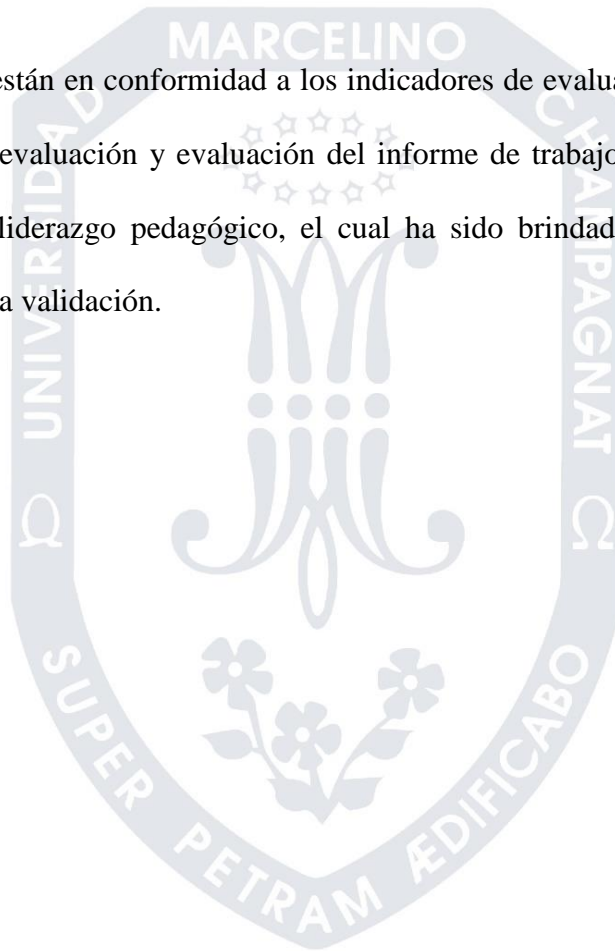 MARCELINO
están en conformidad a los indicadores de evalua
evaluación y evaluación del informe de trabajo
liderazgo pedagógico, el cual ha sido brindad
a validación.
UNIVERSIDAD
CHAMPAGNAT
Ω
Ω
SUPER PETRAM ÆDIFICABO